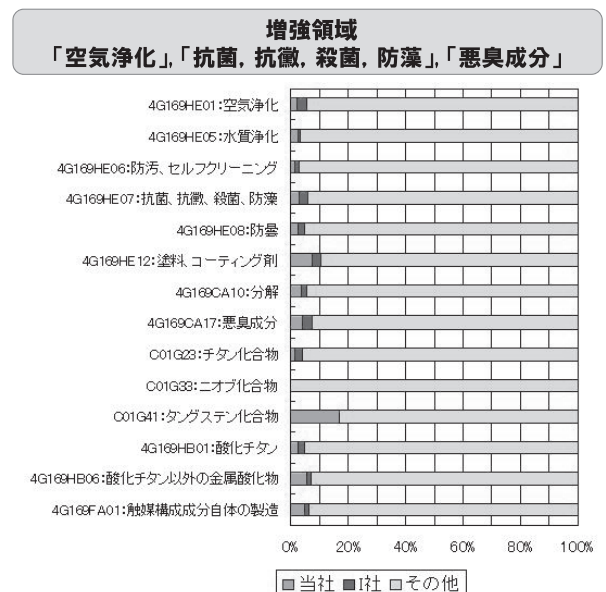 増強領域
「空気浄化」,「抗菌, 抗黴, 殺菌, 防藻」,「悪臭成分」
4G169HE01:空気浄化
4G169HE05:水質浄化
4G169HE06:防汚、セルフクリーニング
4G169HE07:抗菌、抗黴、殺菌、防藻
4G169HE08:防曇
4G169HE12:塗料、コーティング剤
4G169CA10:分解
4G169CA17:悪臭成分
C01G23:チタン化合物
C01G33:ニオブ化合物
C01G41:タングステン化合物
4G169HB01:酸化チタン
4G169HB06:酸化チタン以外の金属酸化物
4G169FA01:触媒構成成分自体の製造
0% 20% 40% 60% 80% 100%
当社 I社 その他